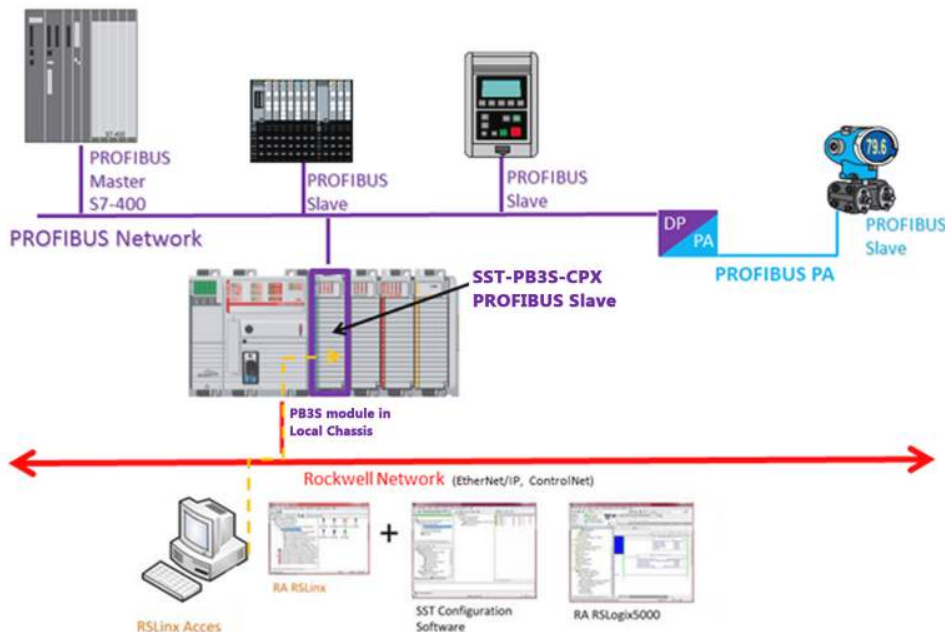 S7-400
PROFIBUS
Master
S7-400
PROFIBUS
Slave
PROFIBUS
Slave
79.6
PROFIBUS
Slave
PROFIBUS Network
DP
PA
PROFIBUS PA
SST-PB3S-CPX
PROFIBUS Slave
PB3S module in
Local Chassis
Rockwell Network (EtherNet/IP, ControlNet)
+
RA RSLinx
SST Configuration
Software
RA RSLogix5000
RSLinx Acces